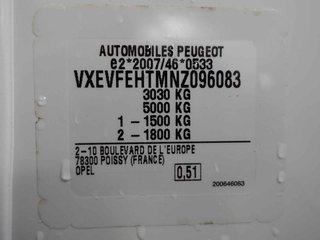 AUTOMOBILES PEUGEOT
e2*2007/46*0533
VXEVFEHTMNZ096083
3030 KG
5000 KG
1 - 1500 KG
2 - 1800 KG
2-10 BOULEVARD DE L'EUROPE
78300 POISSY (FRANCE)
OPEL
0,51
200646063